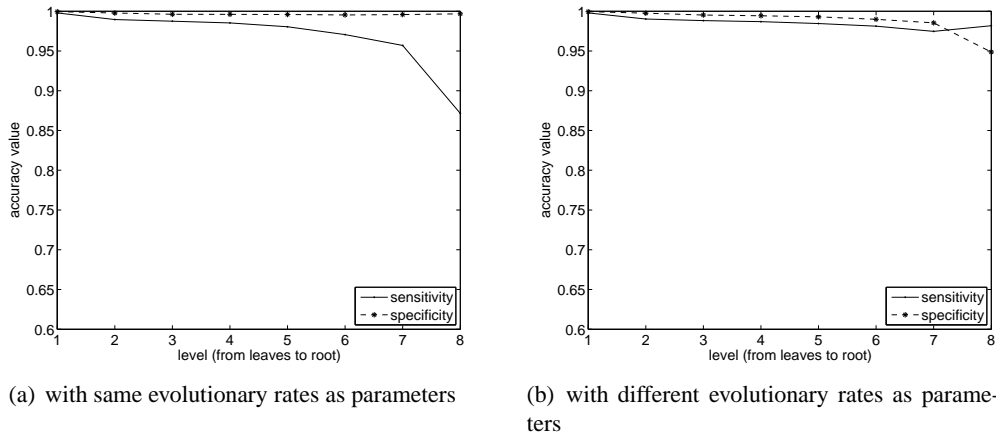 1
0.95
0.9
0.85
0.8
0.75
0.7
0.65
0.6
accuracy value
1 2 3 4 5 6 7 8
level (from leaves to root)
sensitivity
specificity
(a) with same evolutionary rates as parameters
1
0.95
0.9
0.85
0.8
0.75
0.7
0.65
0.6
accuracy value
1 2 3 4 5 6 7 8
level (from leaves to root)
sensitivity
specificity
(b) with different evolutionary rates as parame-
ters